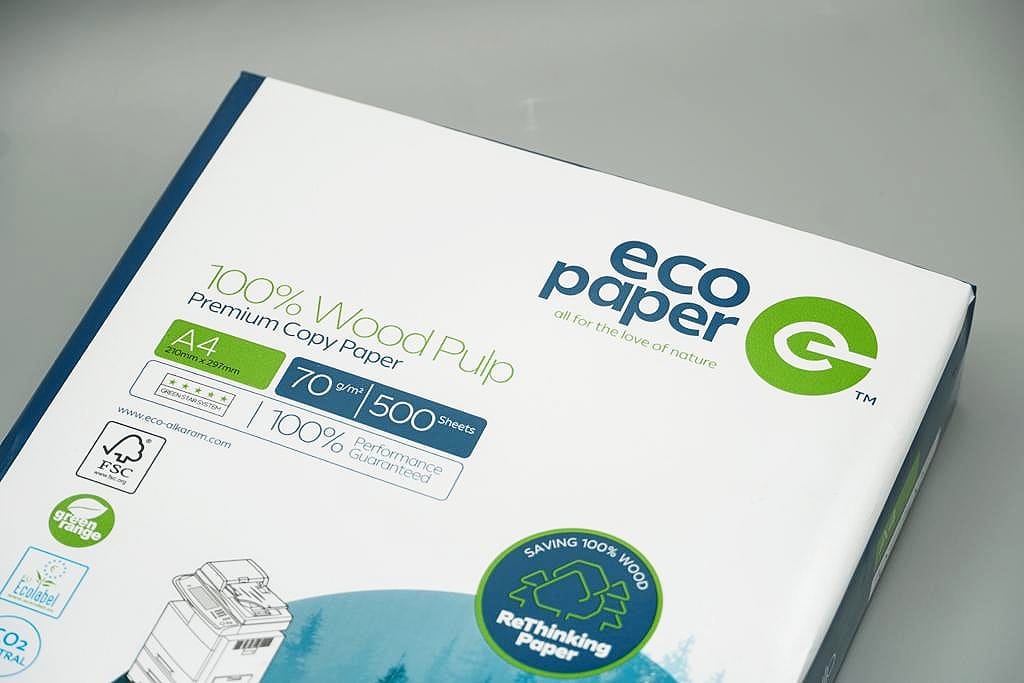 eco
paper
all for the love of nature
TM
100% Wood Pulp
Premium Copy Paper
A4
210mm x 297mm
70 g/m² 500 Sheets
GREEN STAR SYSTEM
100% Performance
Guaranteed
www.eco-alkaram.com
FSC
www.fsc.org
green
range
EU
Ecolabel
CO2
TRAL
SAVING 100% WOOD
ReThinking
Paper